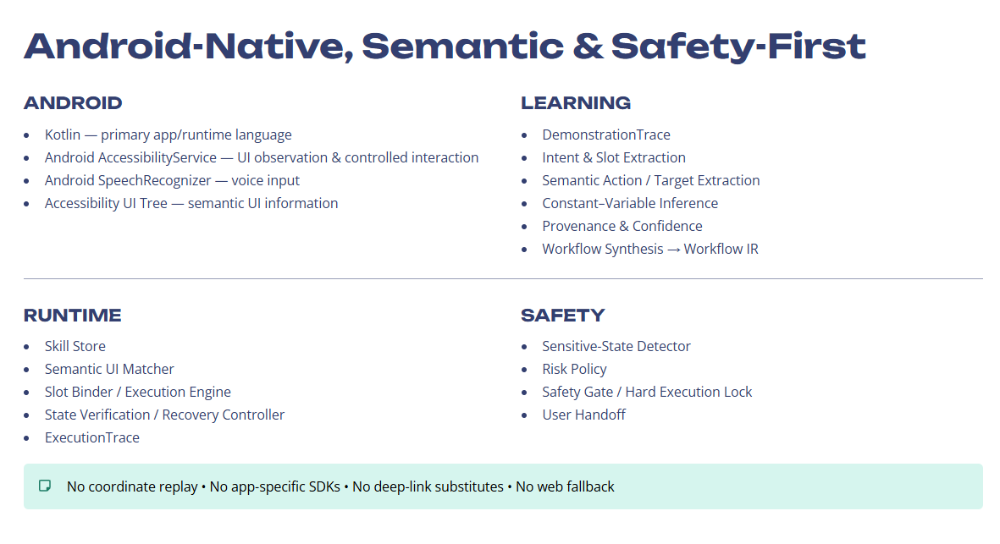 Android-Native, Semantic & Safety-First
ANDROID
• Kotlin — primary app/runtime language
• Android AccessibilityService — UI observation & controlled interaction
• Android SpeechRecognizer — voice input
• Accessibility UI Tree — semantic UI information
LEARNING
• DemonstrationTrace
• Intent & Slot Extraction
• Semantic Action / Target Extraction
• Constant–Variable Inference
• Provenance & Confidence
• Workflow Synthesis → Workflow IR
RUNTIME
• Skill Store
• Semantic UI Matcher
• Slot Binder / Execution Engine
• State Verification / Recovery Controller
• ExecutionTrace
SAFETY
• Sensitive-State Detector
• Risk Policy
• Safety Gate / Hard Execution Lock
• User Handoff
No coordinate replay • No app-specific SDKs • No deep-link substitutes • No web fallback